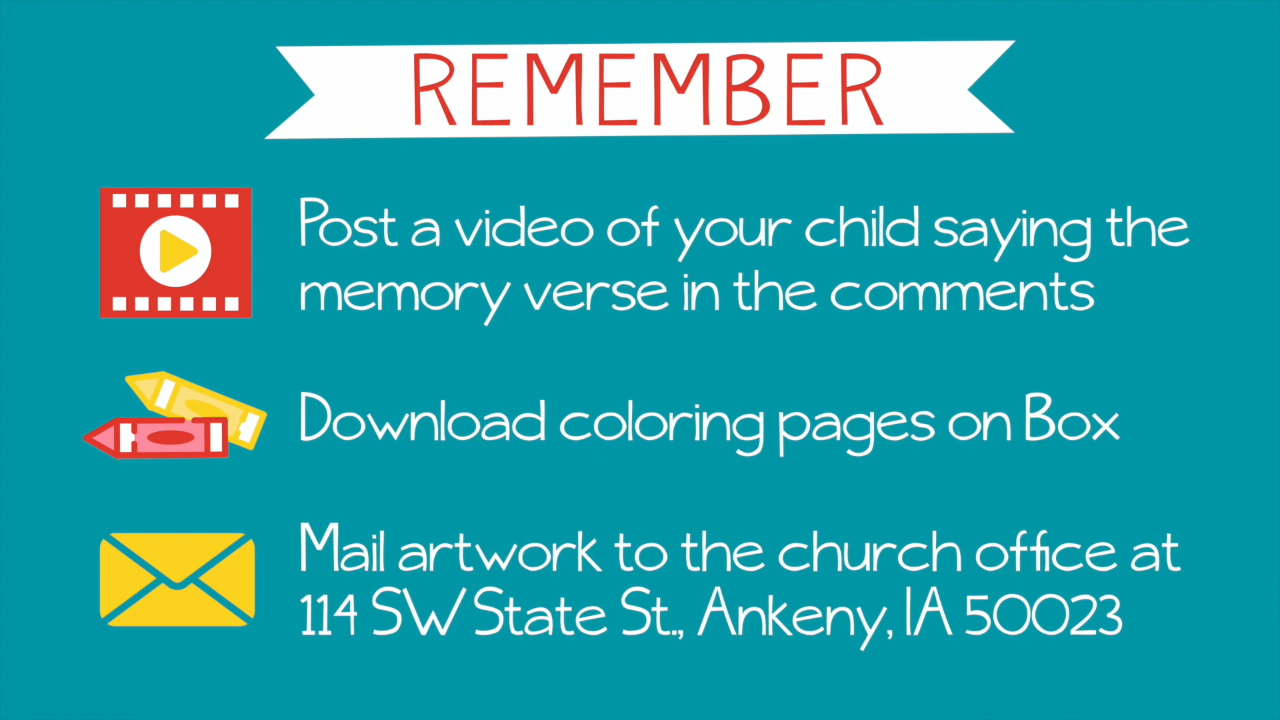 REMEMBER
Post a video of your child saying the
memory verse in the comments
Download coloring pages on Box
Mail artwork to the church office at
114 SW State St., Ankeny, IA 50023